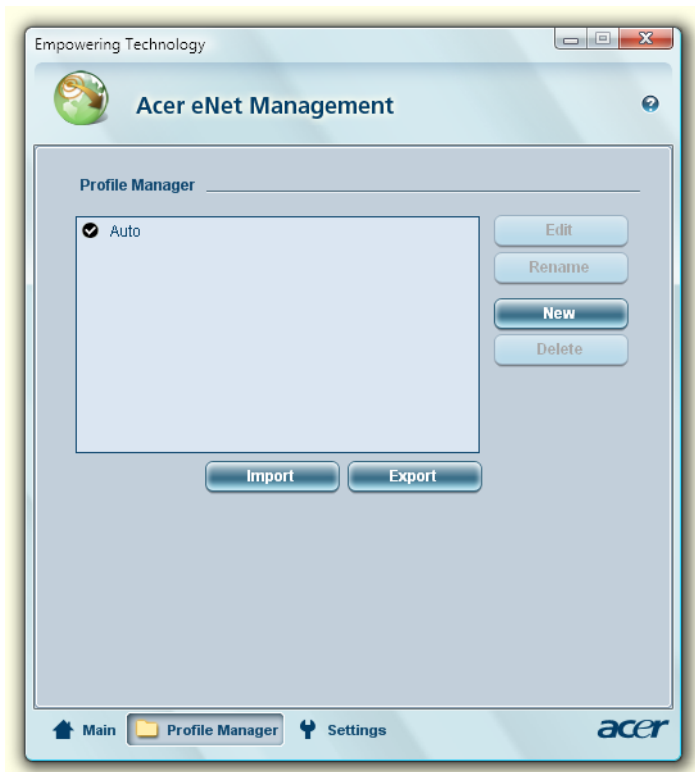 Empowering Technology
Acer eNet Management
Profile Manager
Auto
Edit
Rename
New
Delete
Import Export
Main Profile Manager Settings acer